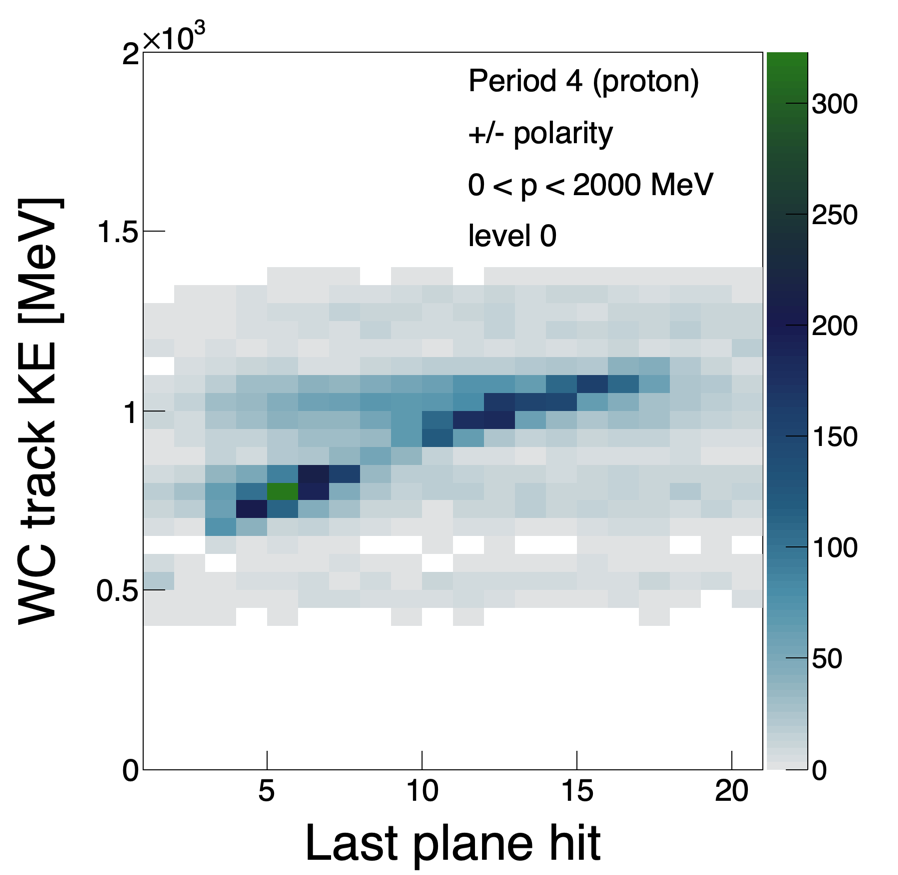 ×10³
2
1.5
1
0.5
0
WC track KE [MeV]
Period 4 (proton)
+/- polarity
0 < p < 2000 MeV
level 0
300
250
200
150
100
50
0
5 10 15 20
Last plane hit